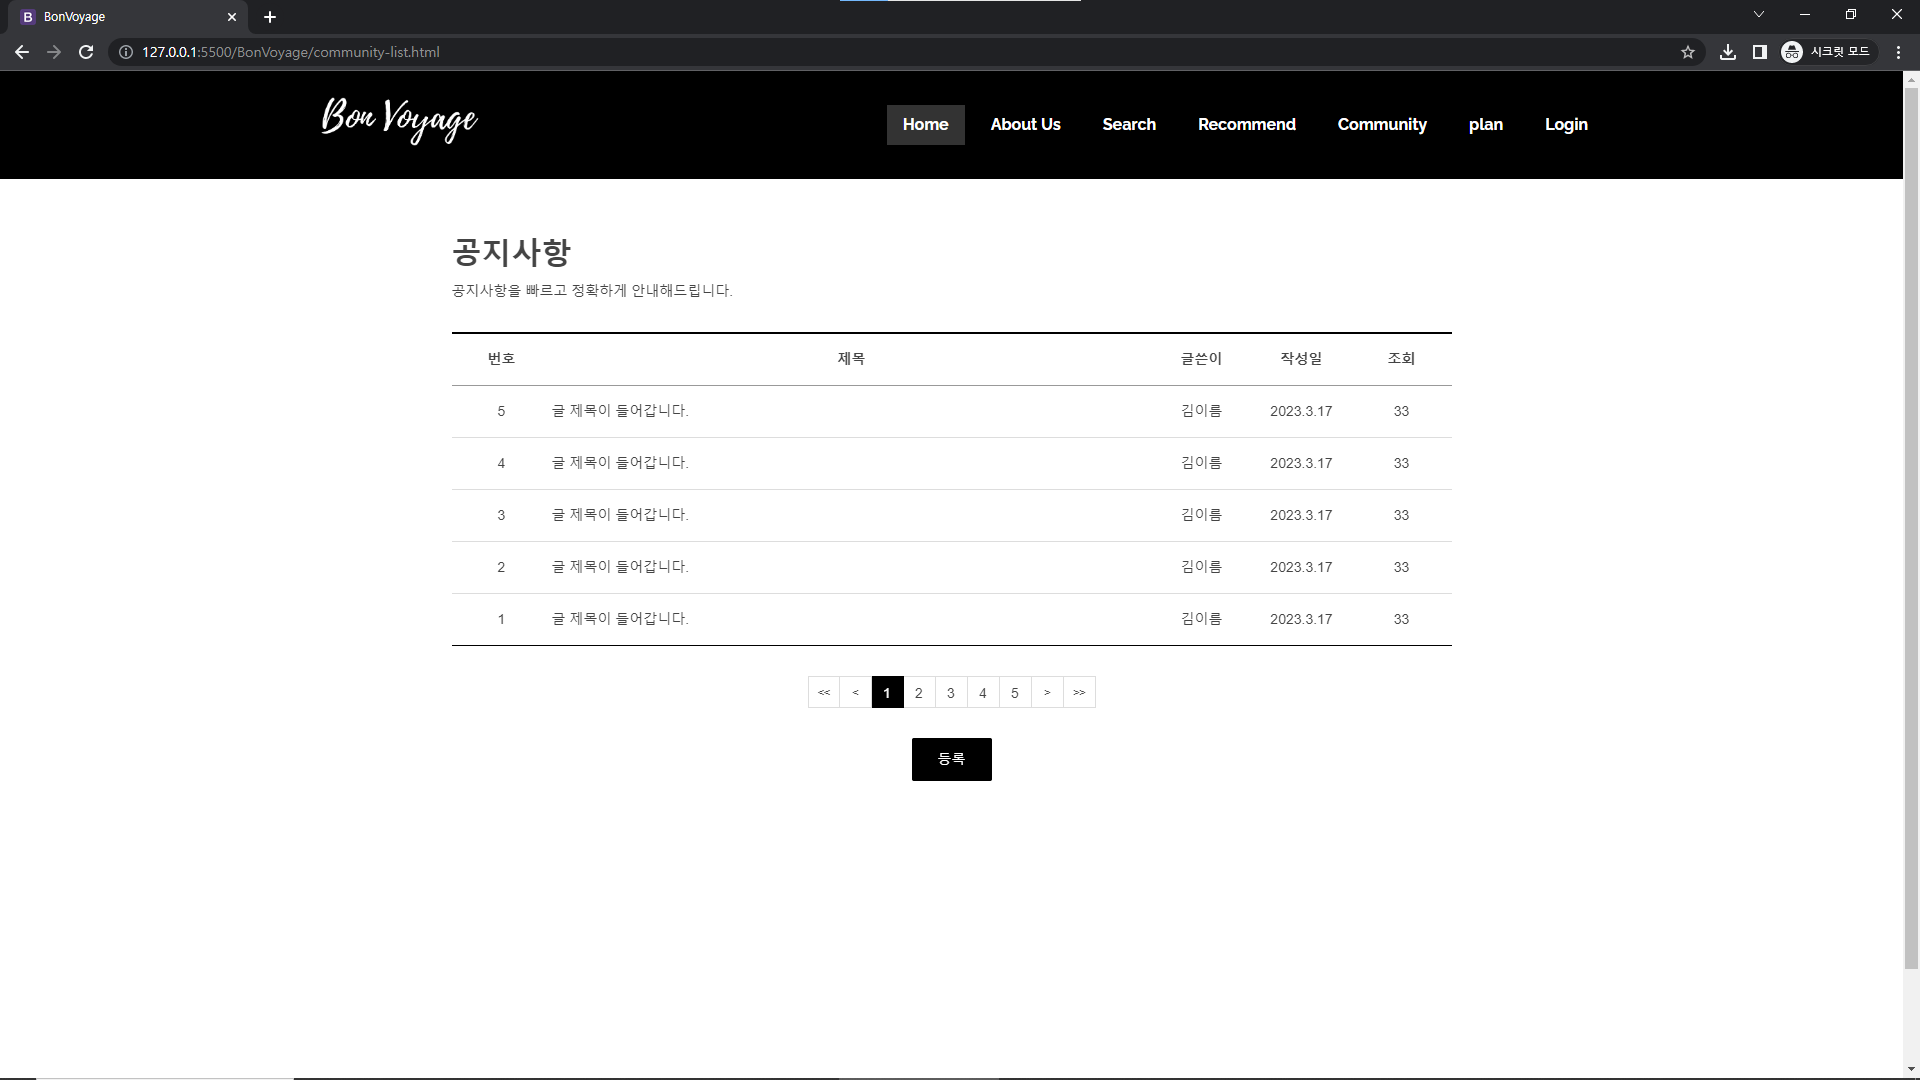 BonVoyage
127.0.0.1:5500/BonVoyage/community-list.html
시크릿 모드
Bon Voyage
Home About Us Search Recommend Community plan Login
공지사항
공지사항을 빠르고 정확하게 안내해드립니다.
번호 제목 글쓴이 작성일 조회
5 글 제목이 들어갑니다. 김이름 2023.3.17 33
4 글 제목이 들어갑니다. 김이름 2023.3.17 33
3 글 제목이 들어갑니다. 김이름 2023.3.17 33
2 글 제목이 들어갑니다. 김이름 2023.3.17 33
1 글 제목이 들어갑니다. 김이름 2023.3.17 33
<< < 1 2 3 4 5 > >>
등록